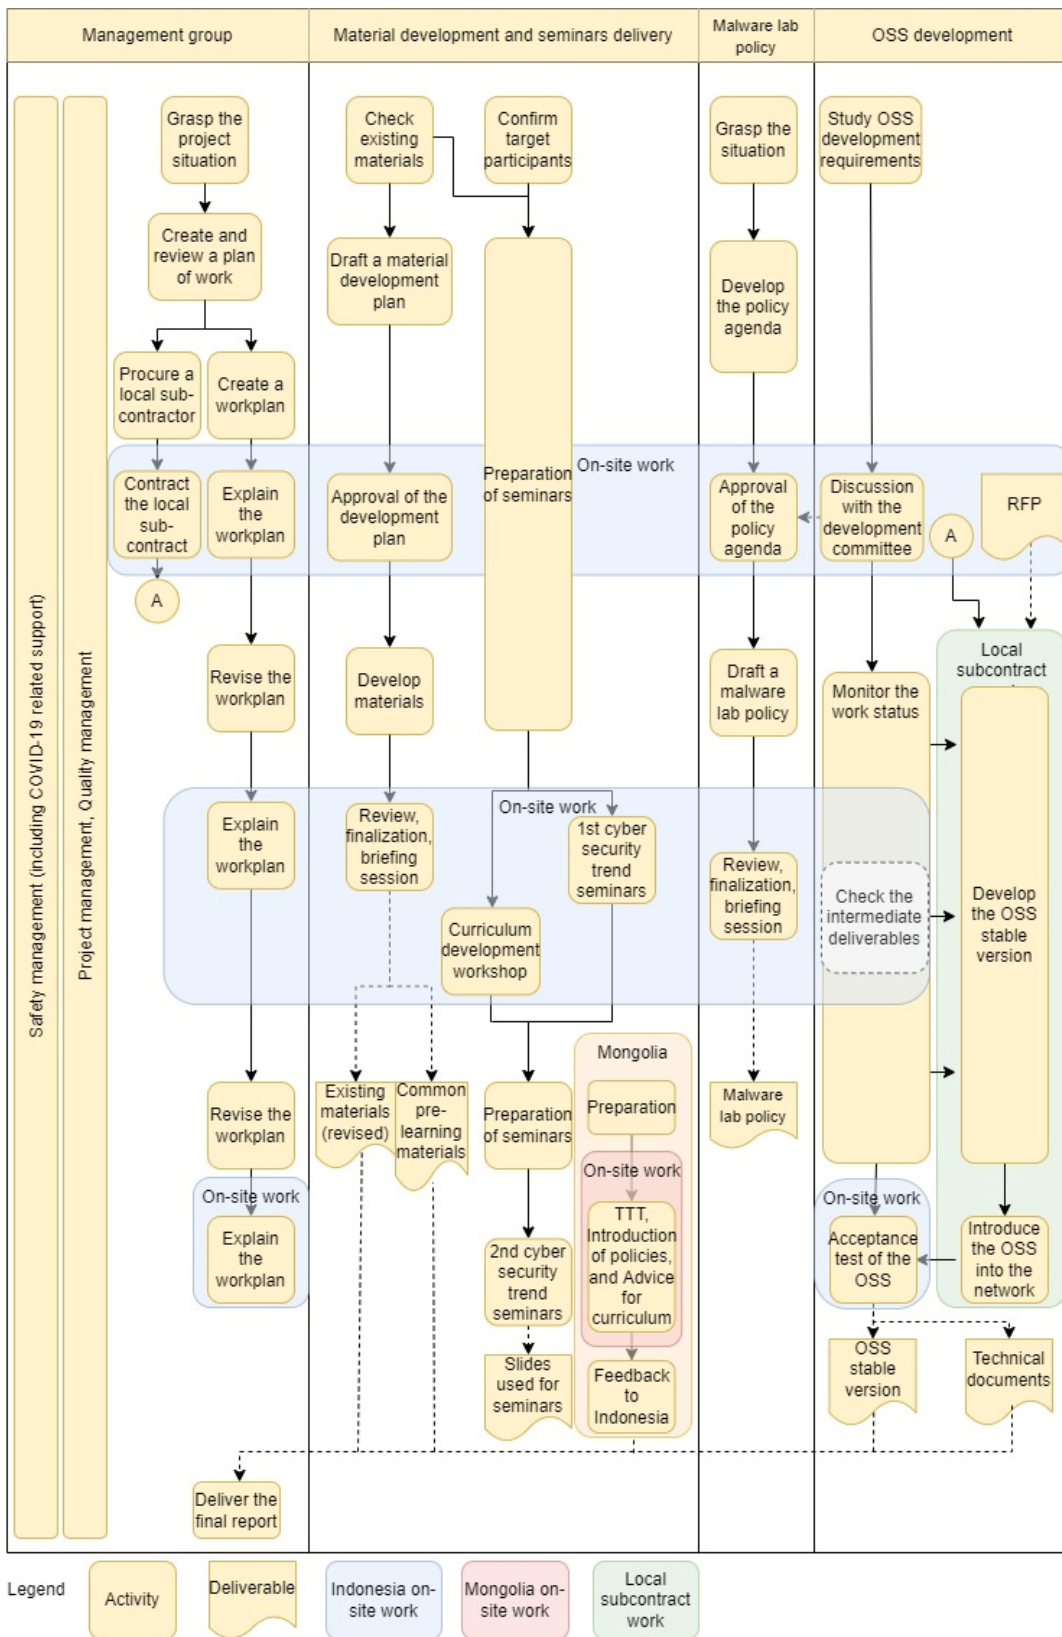 Management group
Material development and seminars delivery
Malware lab
policy
OSS development
Safety management (including COVID-19 related support)
Project management, Quality management
Grasp the
project
situation
Check
existing
materials
Confirm
target
participants
Grasp the
situation
Study OSS
development
requirements
Create and
review a plan
of work
Draft a material
development
plan
Develop
the policy
agenda
Procure a
local sub-
contractor
Create a
workplan
Preparation
of seminars
On-site work
Contract
the local
sub-
contract
Explain
the
workplan
Approval of the
development
plan
Approval
of the
policy
agenda
Discussion
with the
development
committee
A
RFP
A
Revise the
workplan
Develop
materials
Draft a
malware
lab policy
Monitor the
work status
Local
subcontract
On-site work
Explain
the
workplan
Review,
finalization,
briefing
session
1st cyber
security
trend
seminars
Review,
finalization,
briefing
session
Check the
intermediate
deliverables
Develop
the OSS
stable
version
Curriculum
development
workshop
Mongolia
Revise the
workplan
Existing
materials
(revised)
Common
pre-
learning
materials
Preparation
of seminars
Preparation
Malware
lab policy
On-site work
On-site work
On-site work
Explain
the
workplan
2nd cyber
security
trend
seminars
TTT,
Introduction
of policies,
and Advice
for
curriculum
Acceptance
test of the
OSS
Introduce
the OSS
into the
network
Slides
used for
seminars
Feedback
to
Indonesia
OSS
stable
version
Technical
documents
Deliver the
final report
Legend
Activity
Deliverable
Indonesia on-
site work
Mongolia on-
site work
Local
subcontract
work